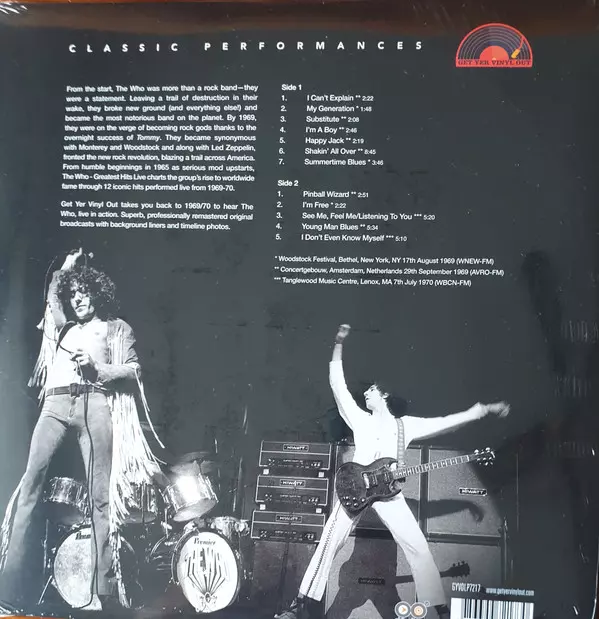 CLASSIC PERFORMANCES
GET YER VINYL OUT
From the start, The Who was more than a rock band—they
were a statement. Leaving a trail of destruction in their
wake, they broke new ground (and everything else!) and
became the most notorious band on the planet. By 1969,
they were on the verge of becoming rock gods thanks to the
overnight success of Tommy. They became synonymous
with Monterey and Woodstock and along with Led Zeppelin,
fronted the new rock revolution, blazing a trail across America.
From humble beginnings in 1965 as serious mod upstarts,
The Who - Greatest Hits Live charts the group's rise to worldwide
fame through 12 iconic hits performed live from 1969-70.
Get Yer Vinyl Out takes you back to 1969/70 to hear The
Who, live in action. Superb, professionally remastered original
broadcasts with background liners and timeline photos.
Side 1
1. I Can't Explain ** 2:22
2. My Generation * 1:48
3. Substitute ** 2:08
4. I'm A Boy ** 2:46
5. Happy Jack ** 2:19
6. Shakin' All Over ** 8:45
7. Summertime Blues * 3:46
Side 2
1. Pinball Wizard ** 2:51
2. I'm Free * 2:22
3. See Me, Feel Me/Listening To You *** 5:20
4. Young Man Blues ** 5:34
5. I Don't Even Know Myself *** 5:10
* Woodstock Festival, Bethel, New York, NY 17th August 1969 (WNEW-FM)
** Concertgebouw, Amsterdam, Netherlands 29th September 1969 (AVRO-FM)
*** Tanglewood Music Centre, Lenox, MA 7th July 1970 (WBCN-FM)
HIWATT
HIWATT
HIWATT
HIWATT
HIWATT
Premier
Premier
THE WHO
GYVOLP7217 www.getyervinylout.com